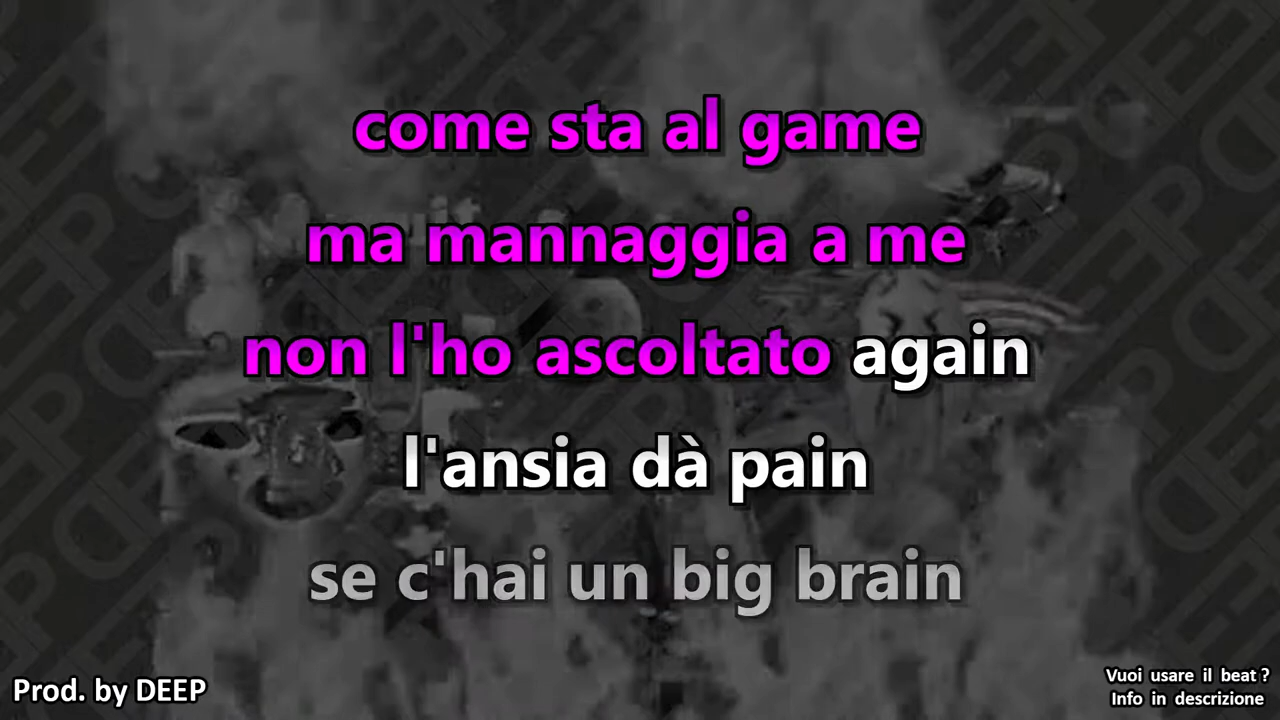 come sta al game
ma mannaggia a me
non l'ho ascoltato again
l'ansia dà pain
se c'hai un big brain
Prod. by DEEP
Vuoi usare il beat ?
Info in descrizione